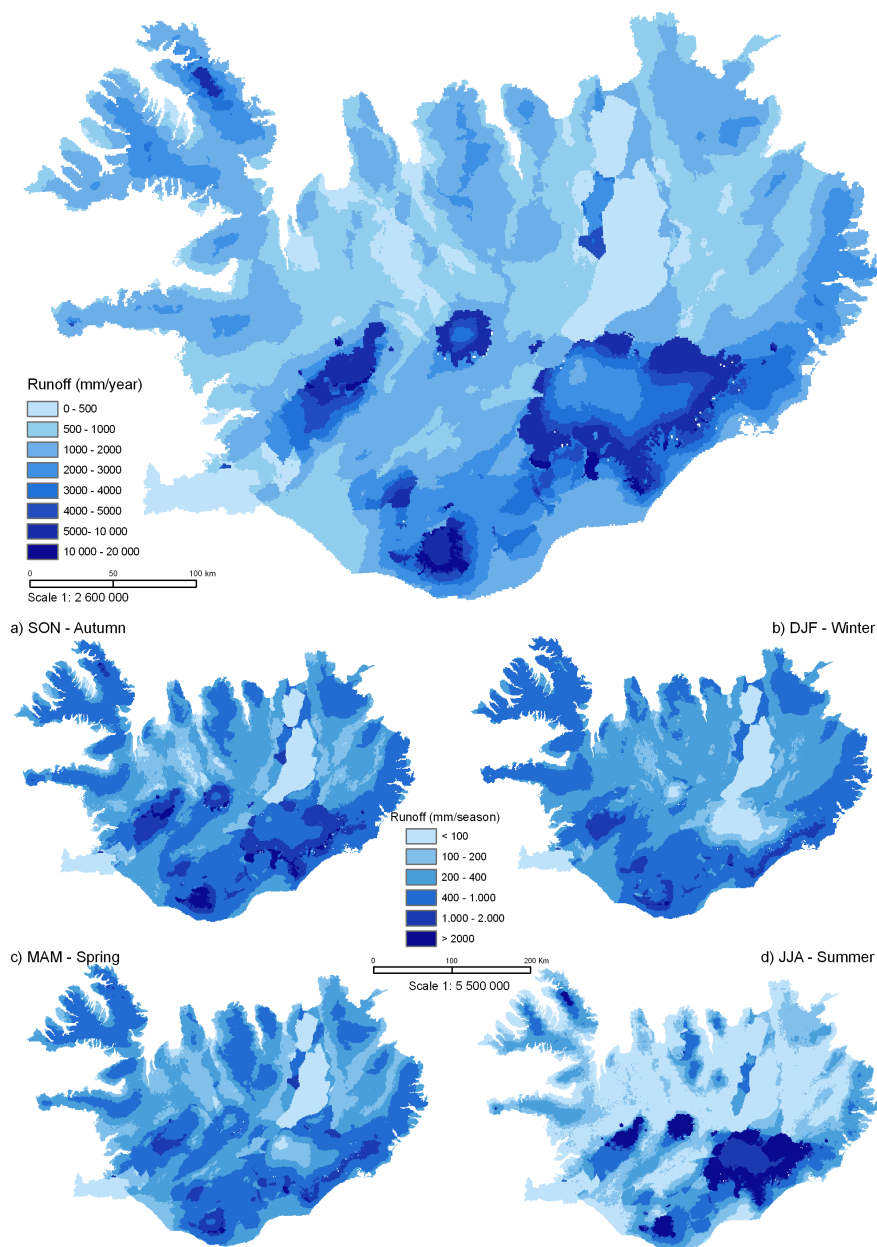 Runoff (mm/year)
0 - 500
500 - 1000
1000 - 2000
2000 - 3000
3000 - 4000
4000 - 5000
5000- 10 000
10 000 - 20 000
0 50 100 km
Scale 1: 2 600 000
a) SON - Autumn
b) DJF - Winter
Runoff (mm/season)
< 100
100 - 200
200 - 400
400 - 1.000
1.000 - 2.000
> 2000
c) MAM - Spring
d) JJA - Summer
0 100 200 Km
Scale 1: 5 500 000